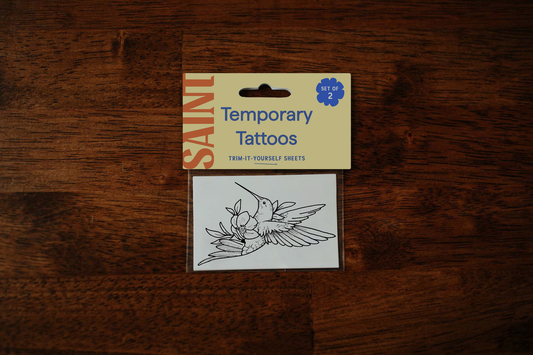 SAINT
SET OF
2
Temporary
Tattoos
TRIM-IT-YOURSELF SHEETS